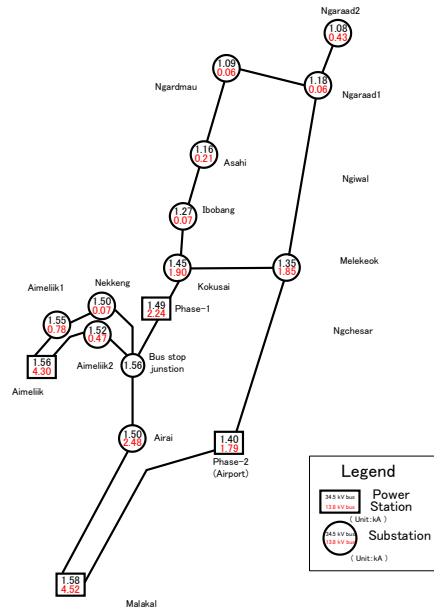 Ngaraad2
1.08
0.43
1.09
0.06
1.18
0.06
Ngardmau
Ngaraad1
1.16
0.21
Asahi
Ngiwal
1.27
0.07
Ibobang
1.45
1.90
1.35
1.85
Melekeok
Kokusai
Nekkeng
Aimeliik1
1.50
0.07
1.49
2.24
Phase-1
1.55
0.78
1.52
0.47
Ngchesar
1.56
4.30
Aimeliik2
1.56
Bus stop
junstion
Aimeliik
1.50
2.48
Airai
1.40
1.79
Phase-2
(Airport)
Legend
34.5 kV bus
13.8 kV bus
Power
Station
( Unit:kA )
34.5 kV bus
13.8 kV bus
Substation
( Unit:kA )
1.58
4.52
Malakal